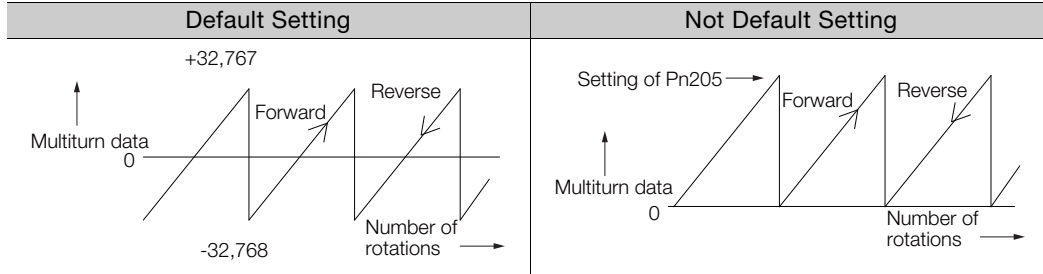 Default Setting
Not Default Setting
+32,767
Forward
Reverse
Multiturn data
0
Number of
rotations
-32,768
Setting of Pn205
Forward
Reverse
Multiturn data
0
Number of
rotations